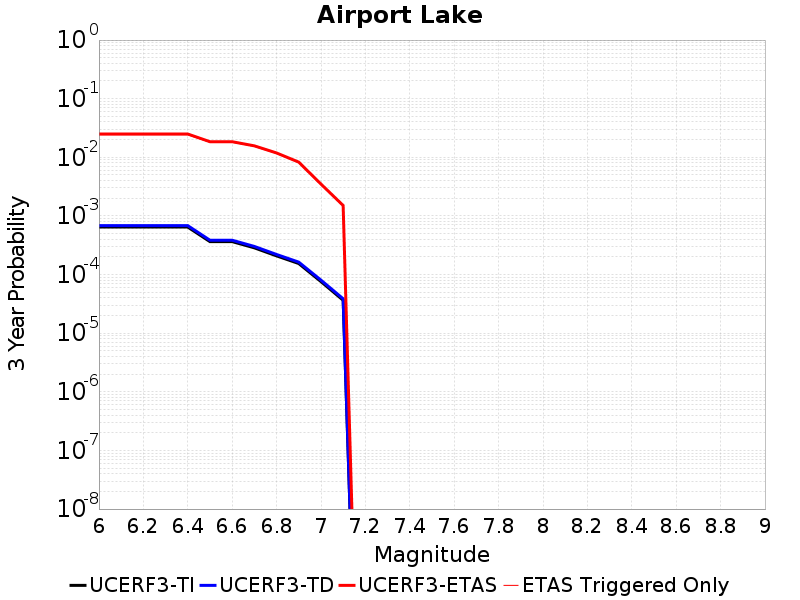 Airport Lake
10^0
10^-1
10^-2
10^-3
10^-4
10^-5
10^-6
10^-7
10^-8
3 Year Probability
6 6.2 6.4 6.6 6.8 7 7.2 7.4 7.6 7.8 8 8.2 8.4 8.6 8.8 9
Magnitude
UCERF3-TI UCERF3-TD UCERF3-ETAS ETAS Triggered Only